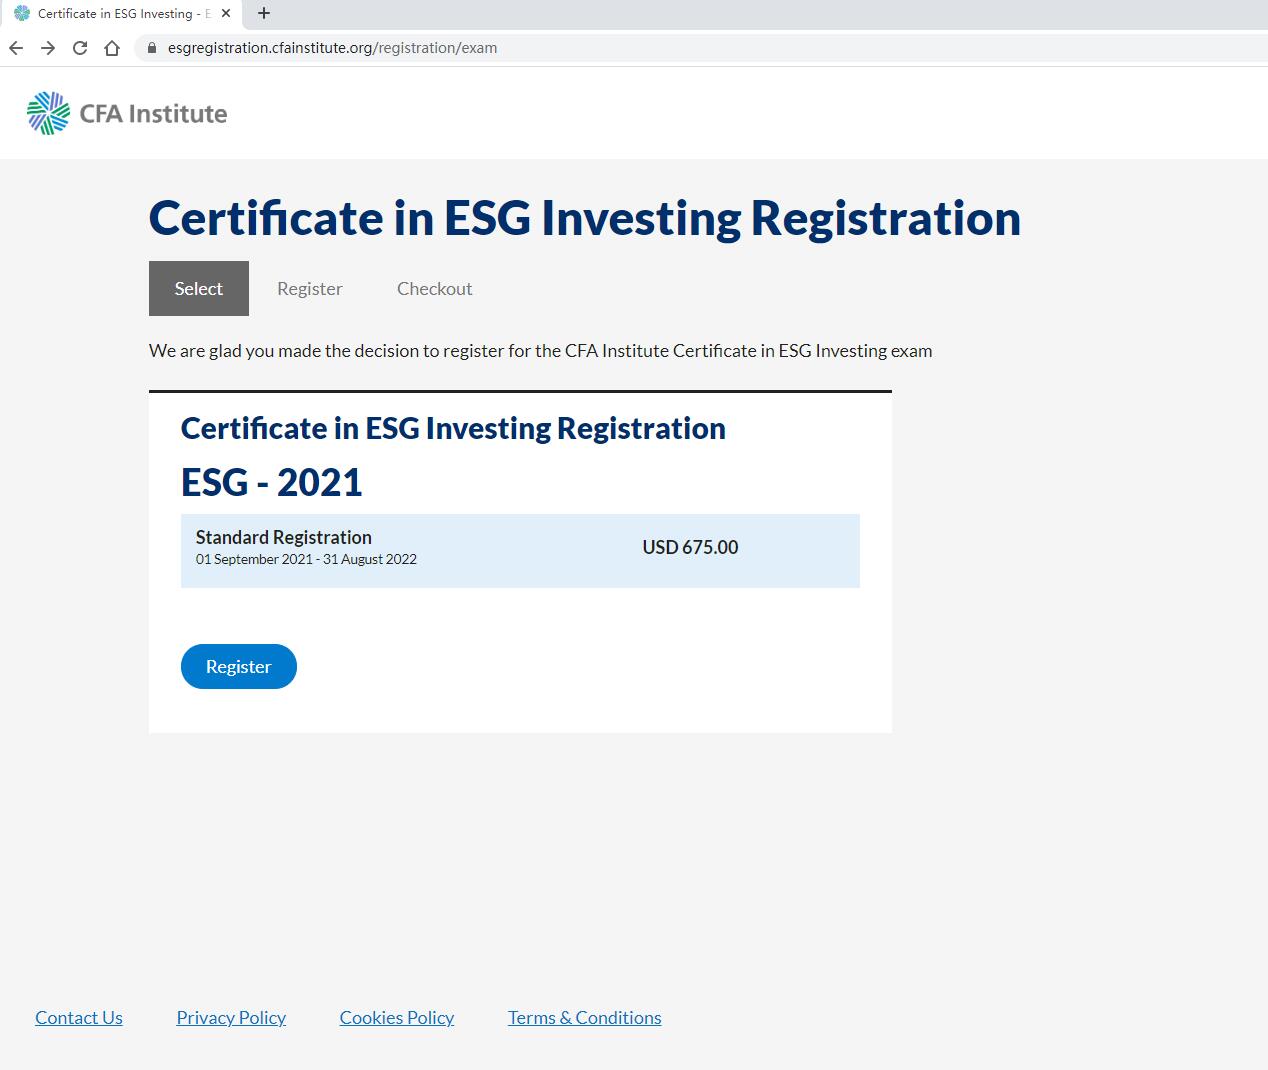 Certificate in ESG Investing - E
esgregistration.cfainstitute.org/registration/exam
CFA Institute
Certificate in ESG Investing Registration
Select Register Checkout
We are glad you made the decision to register for the CFA Institute Certificate in ESG Investing exam
Certificate in ESG Investing Registration
ESG - 2021
Standard Registration
USD 675.00
01 September 2021 - 31 August 2022
Register
Contact Us Privacy Policy Cookies Policy Terms & Conditions